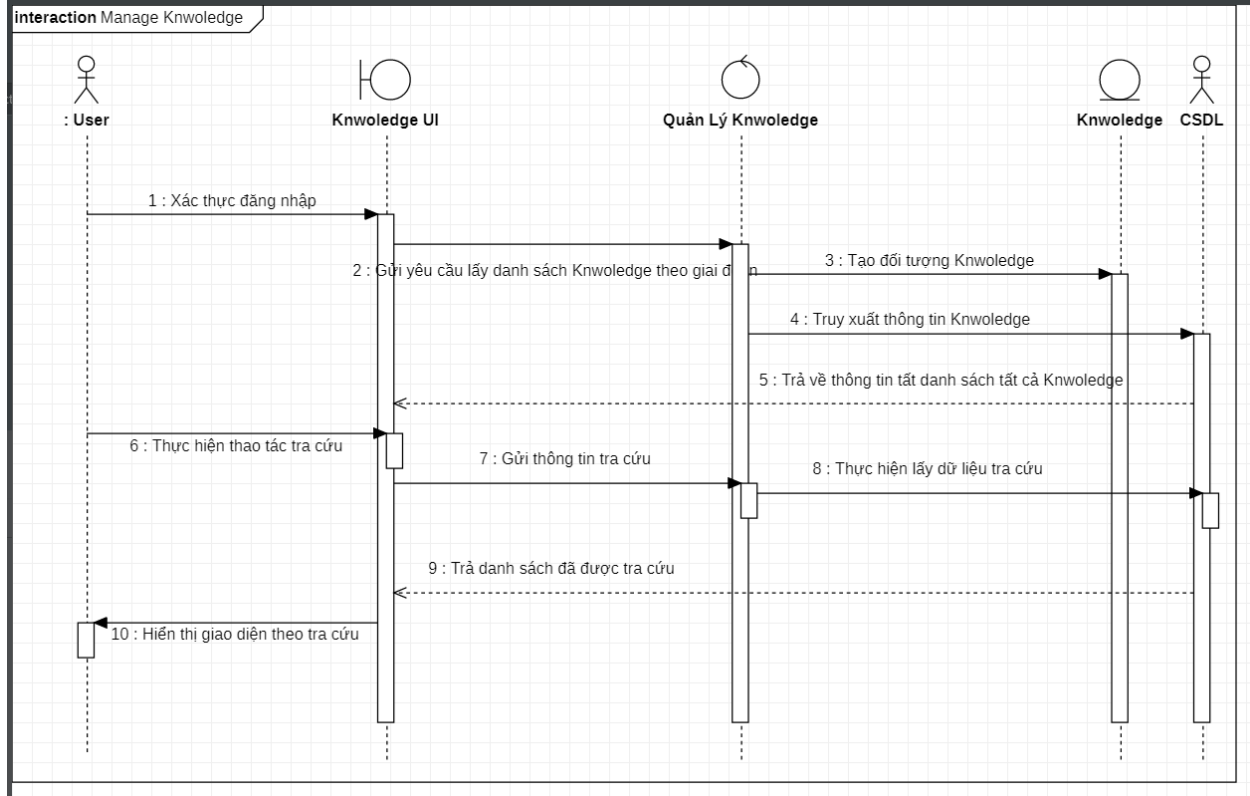 interaction Manage Knwoledge
: User
Knwoledge UI
Quản Lý Knwoledge
Knwoledge
CSDL
1 : Xác thực đăng nhập
2 : Gửi yêu cầu lấy danh sách Knwoledge theo giai
3 : Tạo đối tượng Knwoledge
4 : Truy xuất thông tin Knwoledge
5 : Trả về thông tin tất danh sách tất cả Knwoledge
6 : Thực hiện thao tác tra cứu
7 : Gửi thông tin tra cứu
8 : Thực hiện lấy dữ liệu tra cứu
9 : Trả danh sách đã được tra cứu
10 : Hiển thị giao diện theo tra cứu